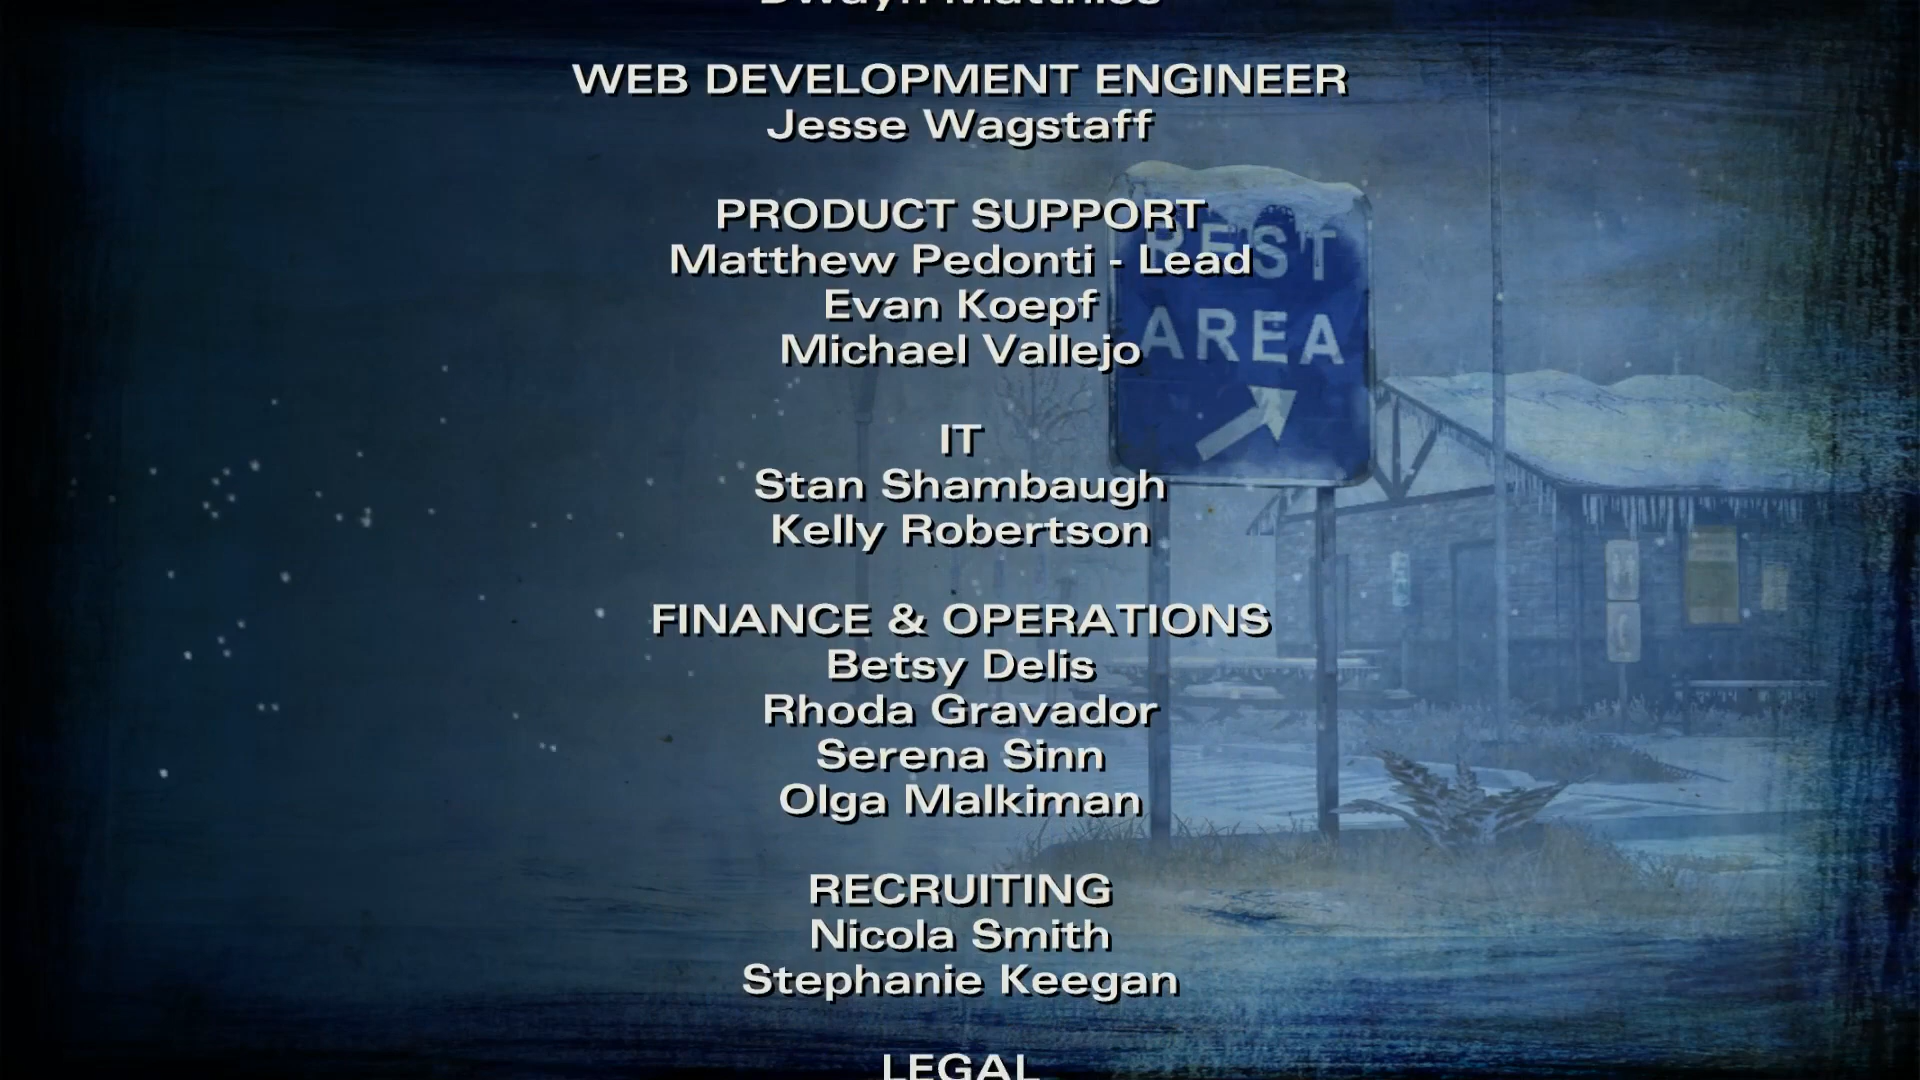 WEB DEVELOPMENT ENGINEER
Jesse Wagstaff
PRODUCT SUPPORT
Matthew Pedonti - Lead
Evan Koepf
Michael Vallejo
IT
Stan Shambaugh
Kelly Robertson
FINANCE & OPERATIONS
Betsy Delis
Rhoda Gravador
Serena Sinn
Olga Malkiman
RECRUITING
Nicola Smith
Stephanie Keegan
LEGAL
REST
AREA